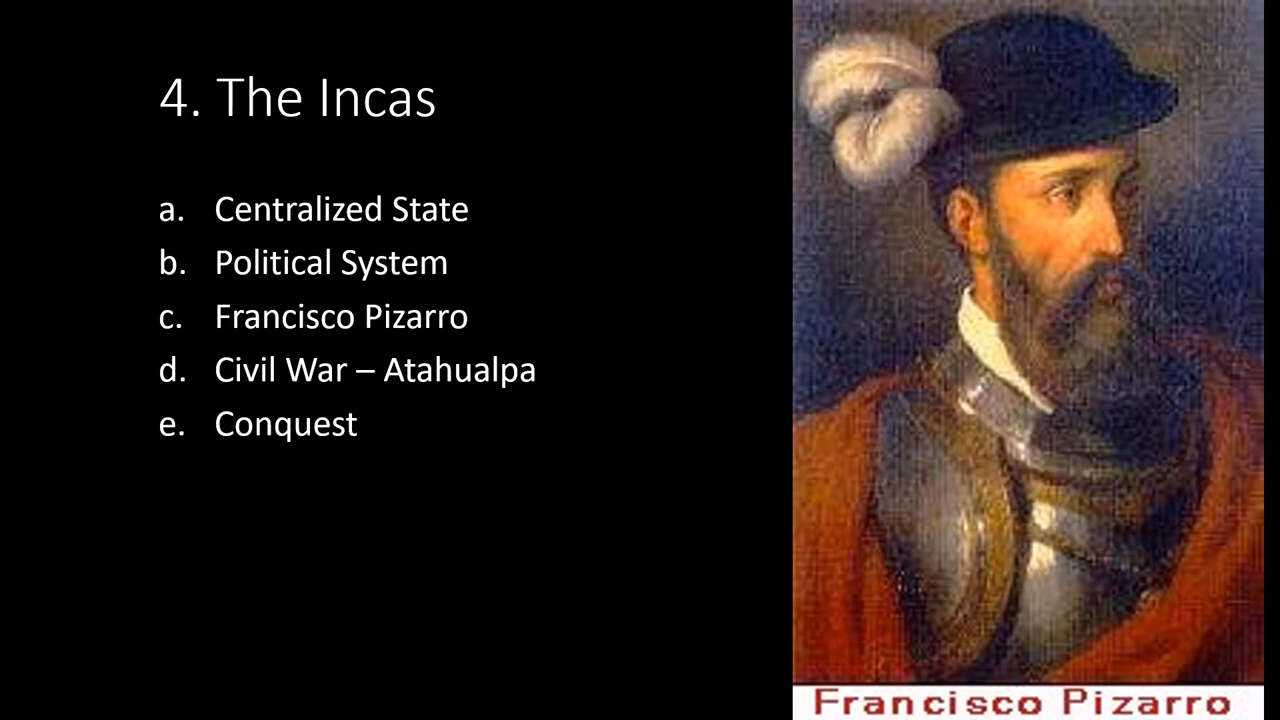 4. The Incas
a. Centralized State
b. Political System
c. Francisco Pizarro
d. Civil War – Atahualpa
e. Conquest
Francisco Pizarro